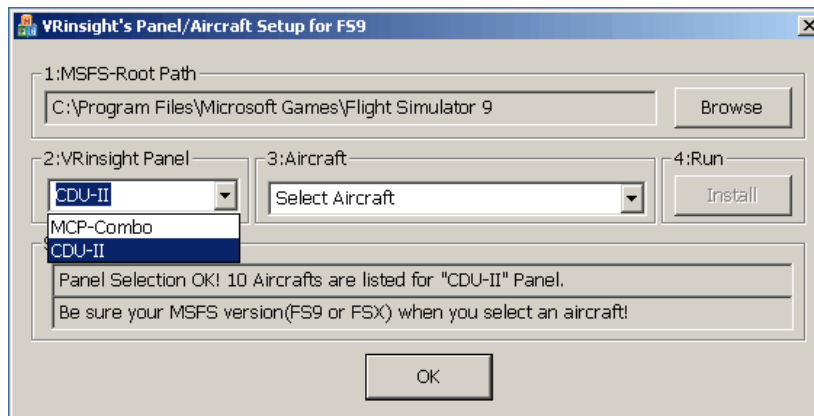 VRinsight's Panel/Aircraft Setup for FS9
1:MSFS-Root Path
C:\Program Files\Microsoft Games\Flight Simulator 9
Browse
2:VRinsight Panel
3:Aircraft
4:Run
CDU-II
Select Aircraft
Install
MCP-Combo
CDU-II
Panel Selection OK! 10 Aircrafts are listed for "CDU-II" Panel.
Be sure your MSFS version(FS9 or FSX) when you select an aircraft!
OK